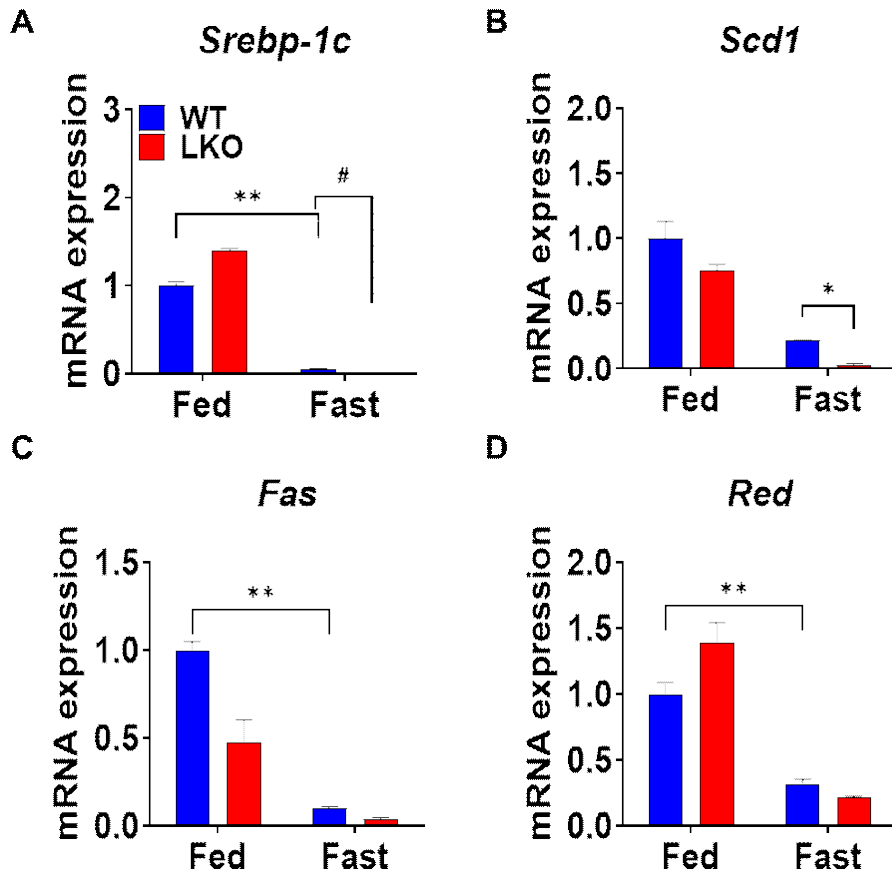 A
Srebp-1c
mRNA expression
3
2
1
0
WT
LKO
**
#
Fed
Fast
B
Scd1
mRNA expression
2.0
1.5
1.0
0.5
0.0
*
Fed
Fast
C
Fas
mRNA expression
1.5
1.0
0.5
0.0
**
Fed
Fast
D
Red
mRNA expression
2.0
1.5
1.0
0.5
0.0
**
Fed
Fast